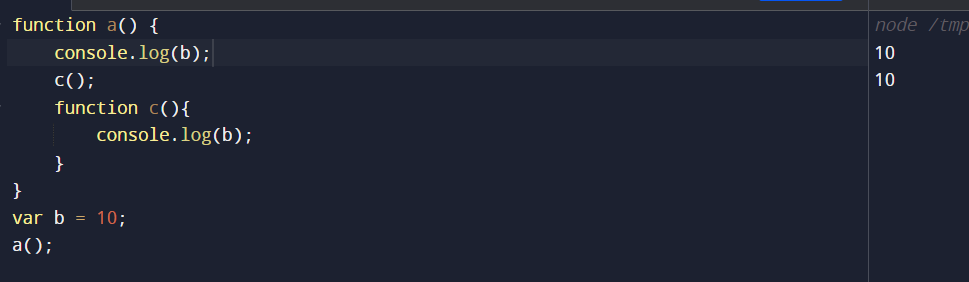 function a() {
    console.log(b);
    c();
    function c(){
        console.log(b);
    }
}
var b = 10;
a();
node /tmp
10
10